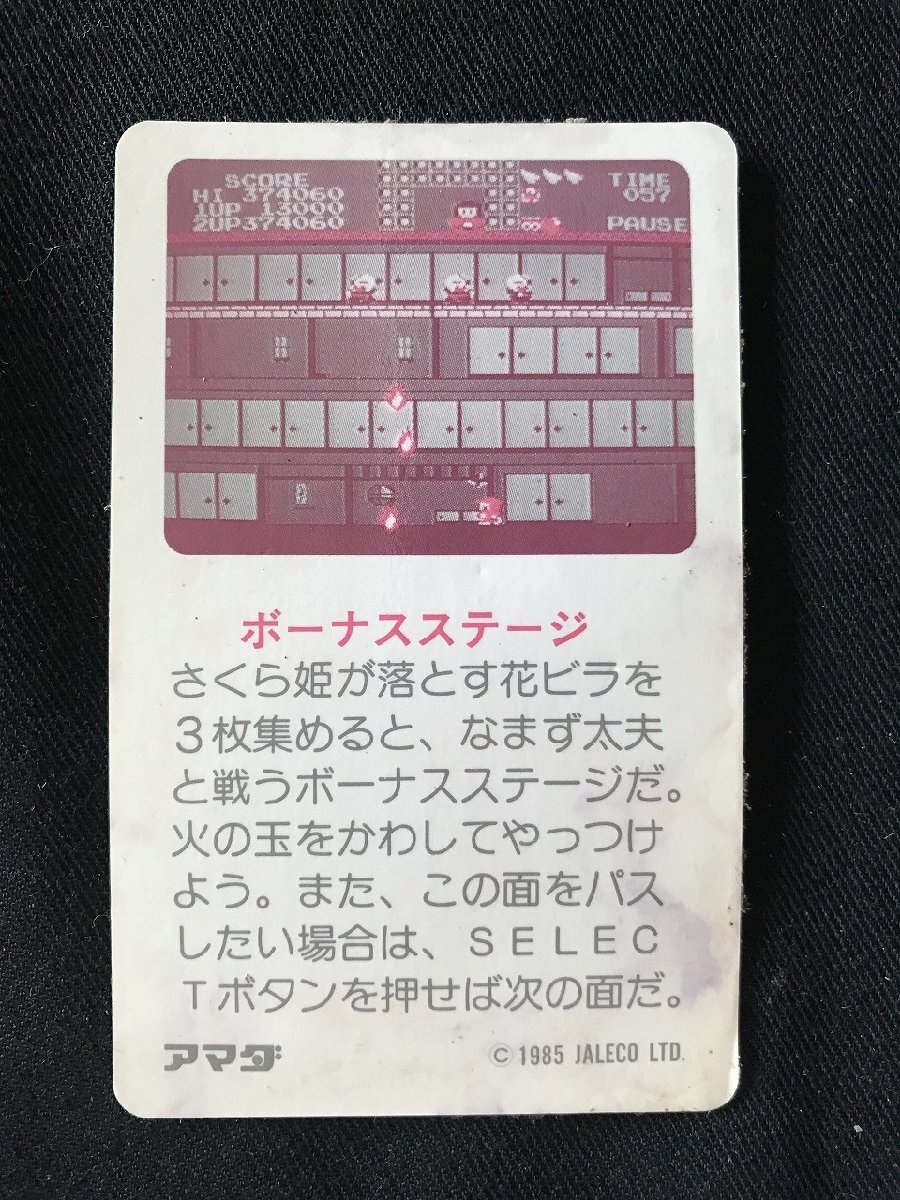 SCORE
HI 374060
1UP 13000
2UP374060
TIME
057
PAUSE
ボーナスステージ
さくら姫が落とす花ビラを
3枚集めると、なまず太夫
と戦うボーナスステージだ。
火の玉をかわしてやっつけ
よう。また、この面をパス
したい場合は、SELEC
Tボタンを押せば次の面だ。
アマダ
©1985 JALECO LTD.